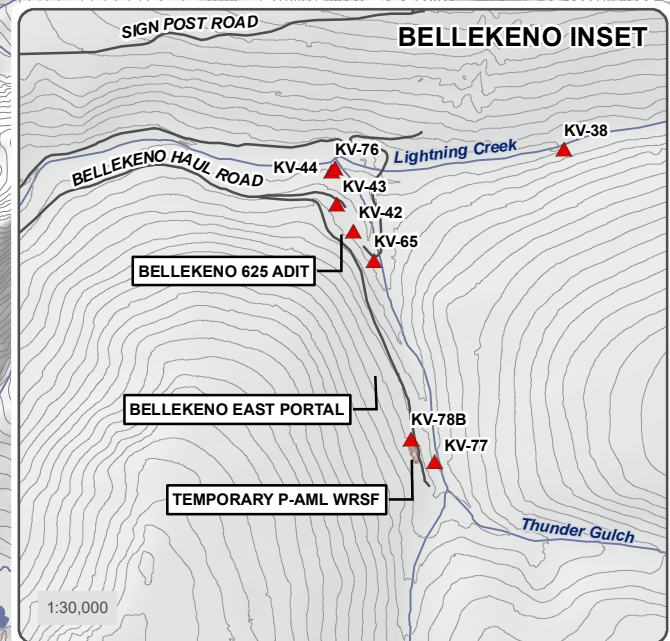 SIGN POST ROAD
BELLEKENO INSET
KV-38
KV-76
Lightning Creek
KV-44
BELLEKENO HAUL ROAD
KV-43
KV-42
KV-65
BELLEKENO 625 ADIT
BELLEKENO EAST PORTAL
KV-78B
KV-77
TEMPORARY P-AML WRSF
Thunder Gulch
1:30,000